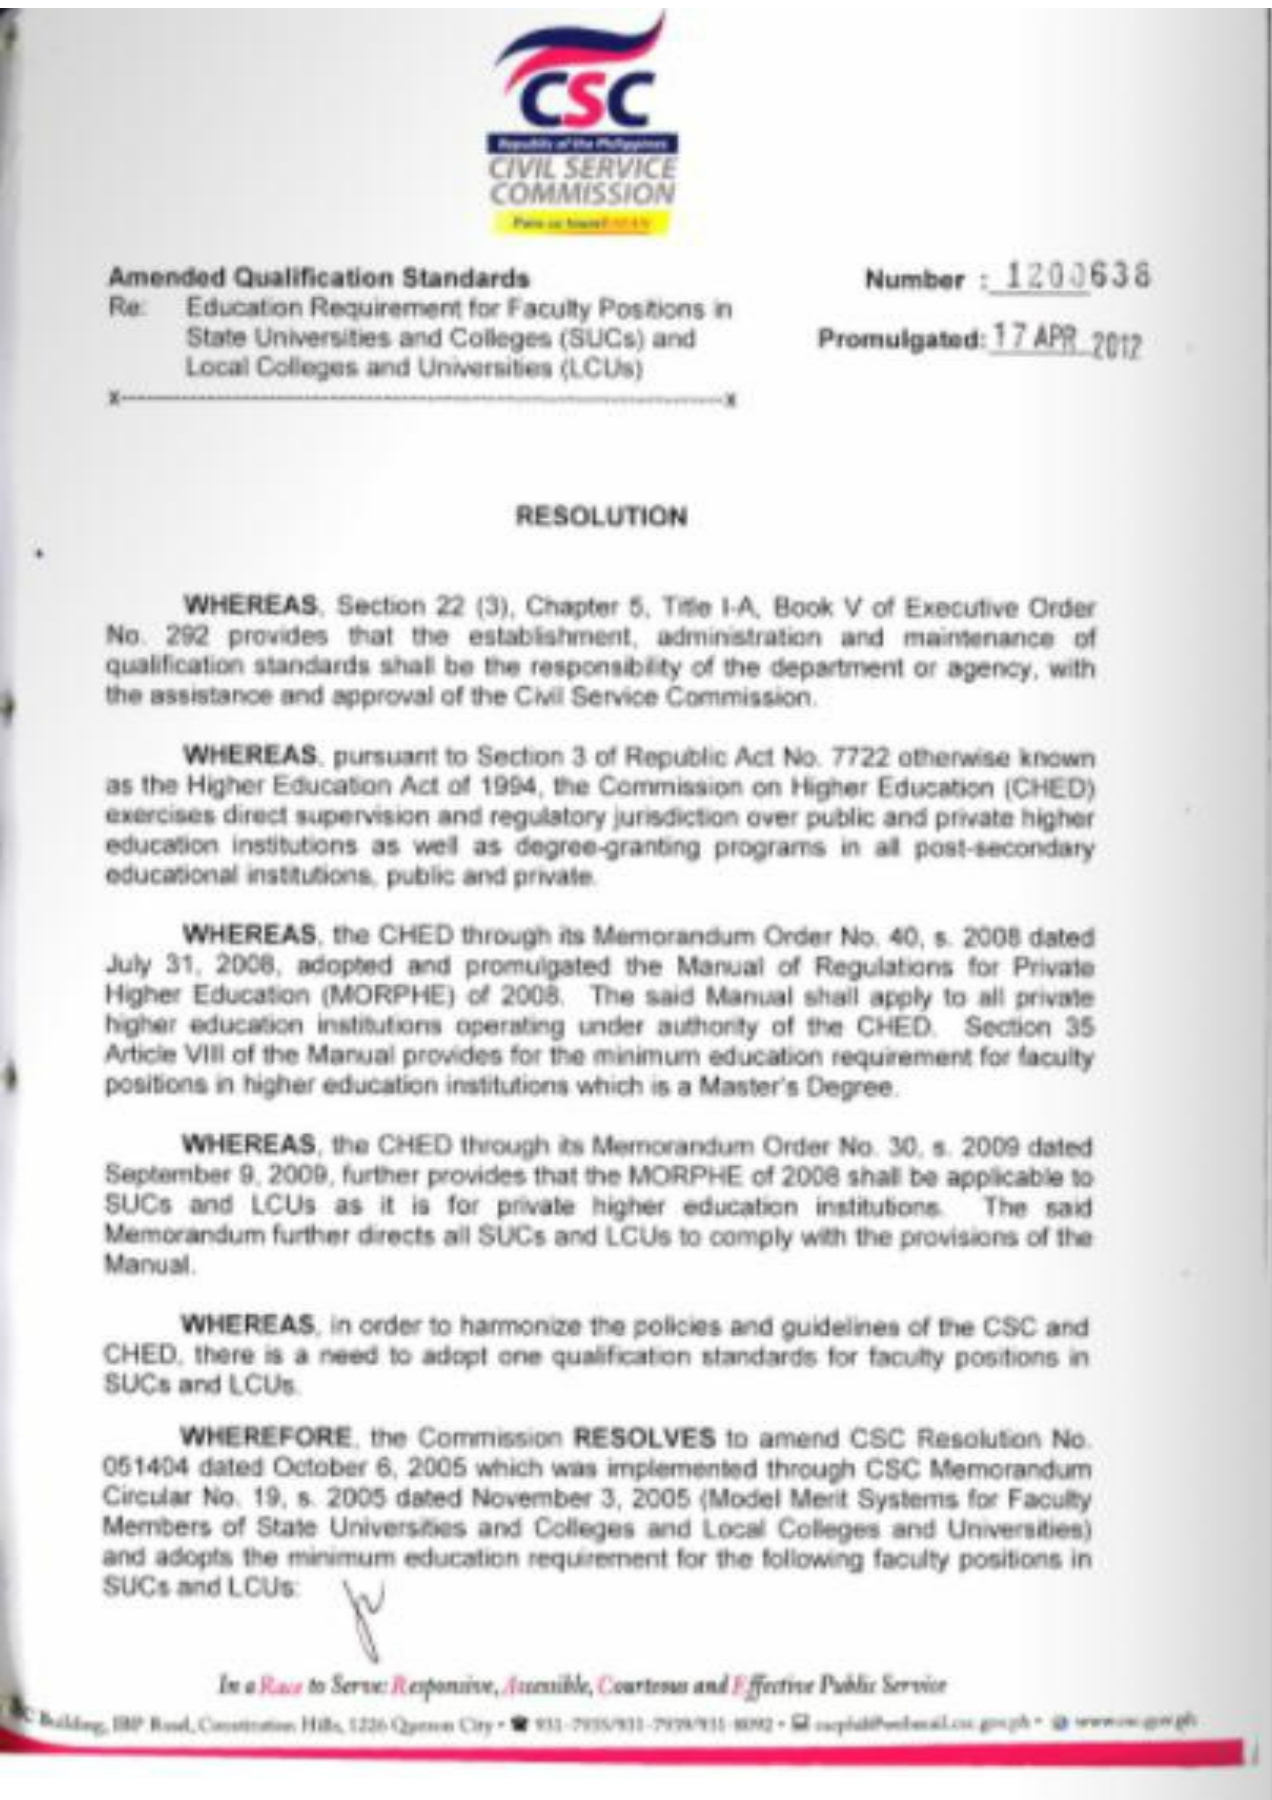 CSC
Republic of the Philippines
CIVIL SERVICE
COMMISSION
Amended Qualification Standards
Number : 1200638
Re: Education Requirement for Faculty Positions in
State Universities and Colleges (SUCs) and
Local Colleges and Universities (LCUs)
Promulgated: 17 APR 2012
x-----------------------------------------------------------x
RESOLUTION
WHEREAS, Section 22 (3), Chapter 5, Title I-A, Book V of Executive Order
No. 292 provides that the establishment, administration and maintenance of
qualification standards shall be the responsibility of the department or agency, with
the assistance and approval of the Civil Service Commission.
WHEREAS, pursuant to Section 3 of Republic Act No. 7722 otherwise known
as the Higher Education Act of 1994, the Commission on Higher Education (CHED)
exercises direct supervision and regulatory jurisdiction over public and private higher
education institutions as well as degree-granting programs in all post-secondary
educational institutions, public and private.
WHEREAS, the CHED through its Memorandum Order No. 40, s. 2008 dated
July 31, 2008, adopted and promulgated the Manual of Regulations for Private
Higher Education (MORPHE) of 2008. The said Manual shall apply to all private
higher education institutions operating under authority of the CHED. Section 35
Article VIII of the Manual provides for the minimum education requirement for faculty
positions in higher education institutions which is a Master's Degree.
WHEREAS, the CHED through its Memorandum Order No. 30, s. 2009 dated
September 9, 2009, further provides that the MORPHE of 2008 shall be applicable to
SUCs and LCUs as it is for private higher education institutions. The said
Memorandum further directs all SUCs and LCUs to comply with the provisions of the
Manual.
WHEREAS, in order to harmonize the policies and guidelines of the CSC and
CHED, there is a need to adopt one qualification standards for faculty positions in
SUCs and LCUs.
WHEREFORE, the Commission RESOLVES to amend CSC Resolution No.
051404 dated October 6, 2005 which was implemented through CSC Memorandum
Circular No. 19, s. 2005 dated November 3, 2005 (Model Merit Systems for Faculty
Members of State Universities and Colleges and Local Colleges and Universities)
and adopts the minimum education requirement for the following faculty positions in
SUCs and LCUs:
In a Race to Serve: Responsive, Accessible, Courteous and Effective Public Service
C Building, IBP Road, Constitution Hills, 1226 Quezon City • 931-7935/931-7939/931-8092 • www.csc.gov.ph